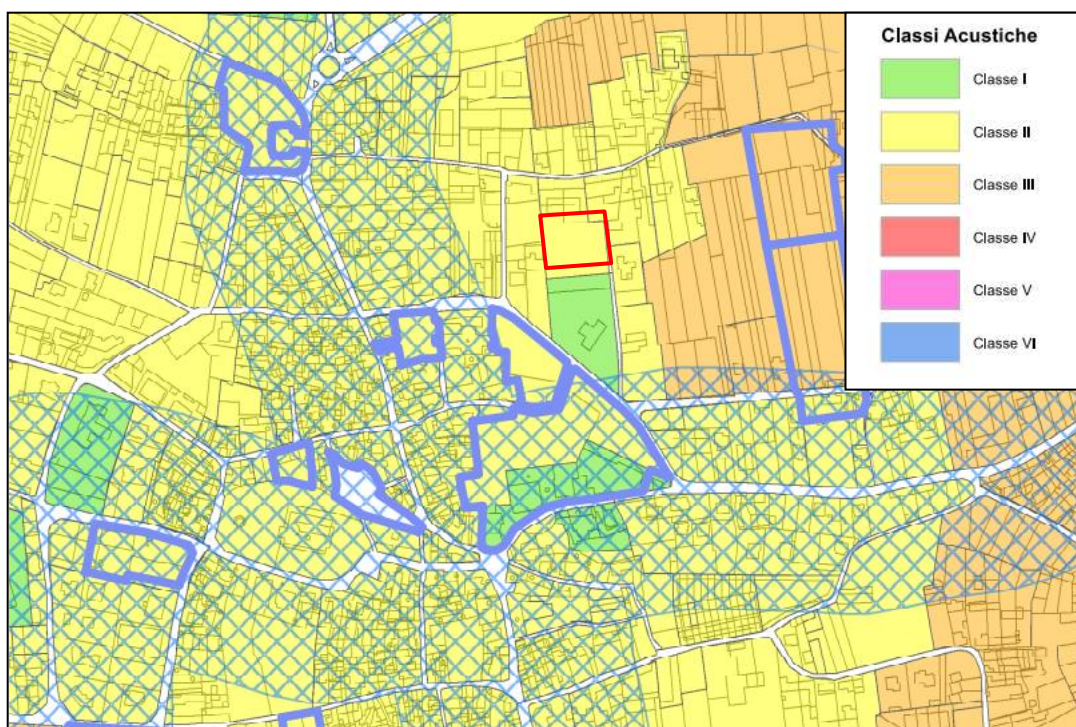 Classi Acustiche
Classe I
Classe II
Classe III
Classe IV
Classe V
Classe VI